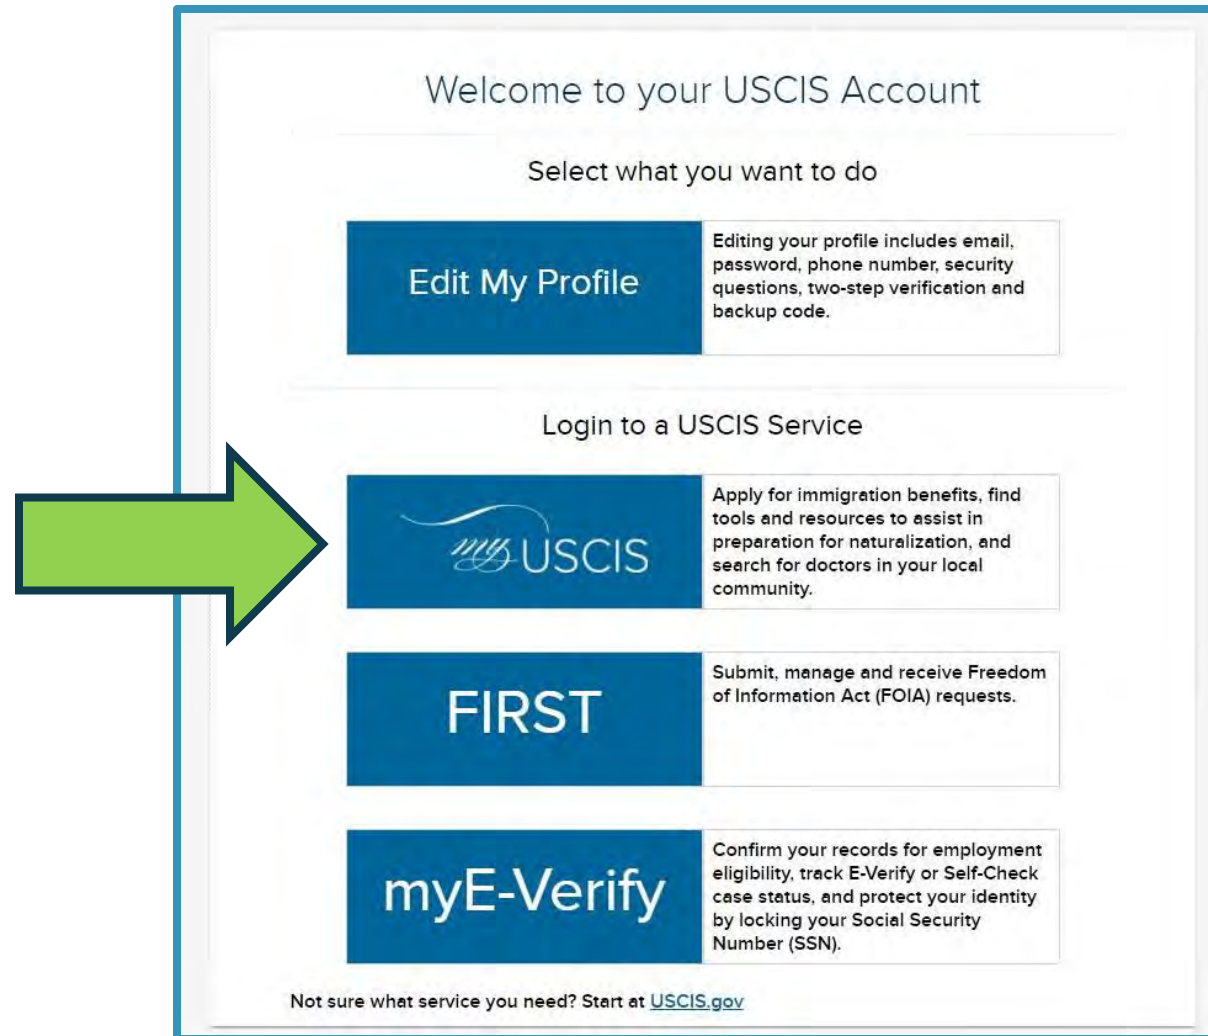 Welcome to your USCIS Account
Select what you want to do
Edit My Profile
Editing your profile includes email,
password, phone number, security
questions, two-step verification and
backup code.
Login to a USCIS Service
my USCIS
Apply for immigration benefits, find
tools and resources to assist in
preparation for naturalization, and
search for doctors in your local
community.
FIRST
Submit, manage and receive Freedom
of Information Act (FOIA) requests.
myE-Verify
Confirm your records for employment
eligibility, track E-Verify or Self-Check
case status, and protect your identity
by locking your Social Security
Number (SSN).
Not sure what service you need? Start at USCIS.gov